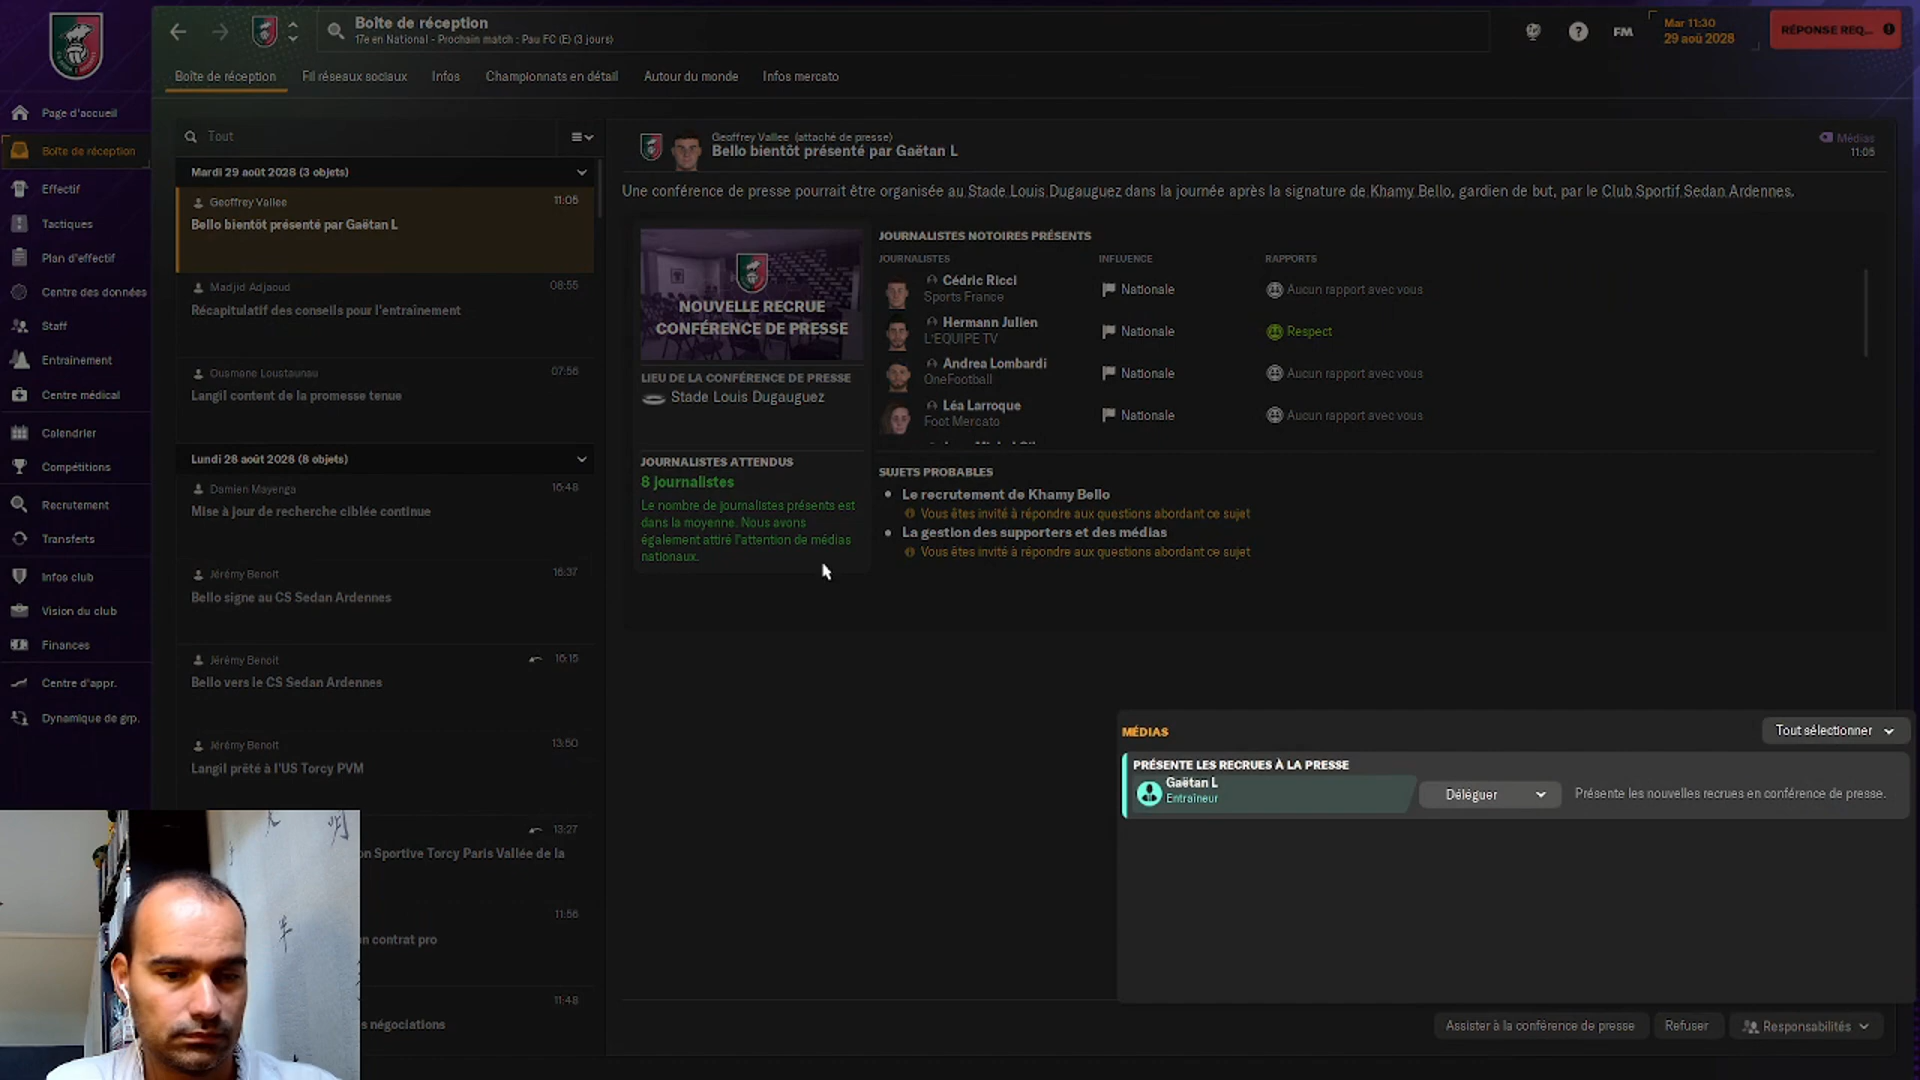 Boîte de réception
17e en National - Prochain match : Pau FC (E) (3 jours)
FM
Mar 11:30
29 aoû 2028
RÉPONSE REQ...
Boîte de réception
Fil réseaux sociaux
Infos
Championnats en détail
Autour du monde
Infos mercato
Page d'accueil
Boîte de réception
Effectif
Tactiques
Plan d'effectif
Centre des données
Staff
Entraînement
Centre médical
Calendrier
Compétitions
Recrutement
Transferts
Infos club
Vision du club
Finances
Centre d'appr.
Dynamique de grp.
Tout
Mardi 29 août 2028 (3 objets)
Geoffrey Vallee 11:05
Bello bientôt présenté par Gaëtan L
Madjid Adjaoud 08:55
Récapitulatif des conseils pour l'entraînement
Ousmane Loustaunau 07:56
Langil content de la promesse tenue
Lundi 28 août 2028 (8 objets)
Damien Mayenga 16:48
Mise à jour de recherche ciblée continue
Jérémy Benoit 16:37
Bello signe au CS Sedan Ardennes
Jérémy Benoit 16:15
Bello vers le CS Sedan Ardennes
Jérémy Benoit 13:50
Langil prêté à l'US Torcy PVM
13:27
on Sportive Torcy Paris Vallée de la
11:56
n contrat pro
11:48
s négociations
Geoffrey Vallee (attaché de presse)
Bello bientôt présenté par Gaëtan L
Médias
11:05
Une conférence de presse pourrait être organisée au Stade Louis Dugauguez dans la journée après la signature de Khamy Bello, gardien de but, par le Club Sportif Sedan Ardennes.
NOUVELLE RECRUE
CONFÉRENCE DE PRESSE
LIEU DE LA CONFÉRENCE DE PRESSE
Stade Louis Dugauguez
JOURNALISTES ATTENDUS
8 journalistes
Le nombre de journalistes présents est
dans la moyenne. Nous avons
également attiré l'attention de médias
nationaux.
JOURNALISTES NOTOIRES PRÉSENTS
JOURNALISTES INFLUENCE RAPPORTS
Cédric Ricci
Sports France
Nationale
Aucun rapport avec vous
Hermann Julien
L'EQUIPE TV
Nationale
Respect
Andrea Lombardi
OneFootball
Nationale
Aucun rapport avec vous
Léa Larroque
Foot Mercato
Nationale
Aucun rapport avec vous
SUJETS PROBABLES
Le recrutement de Khamy Bello
Vous êtes invité à répondre aux questions abordant ce sujet
La gestion des supporters et des médias
Vous êtes invité à répondre aux questions abordant ce sujet
MÉDIAS
Tout sélectionner
PRÉSENTE LES RECRUES À LA PRESSE
Gaëtan L
Entraîneur
Déléguer
Présente les nouvelles recrues en conférence de presse.
Assister à la conférence de presse
Refuser
Responsabilités